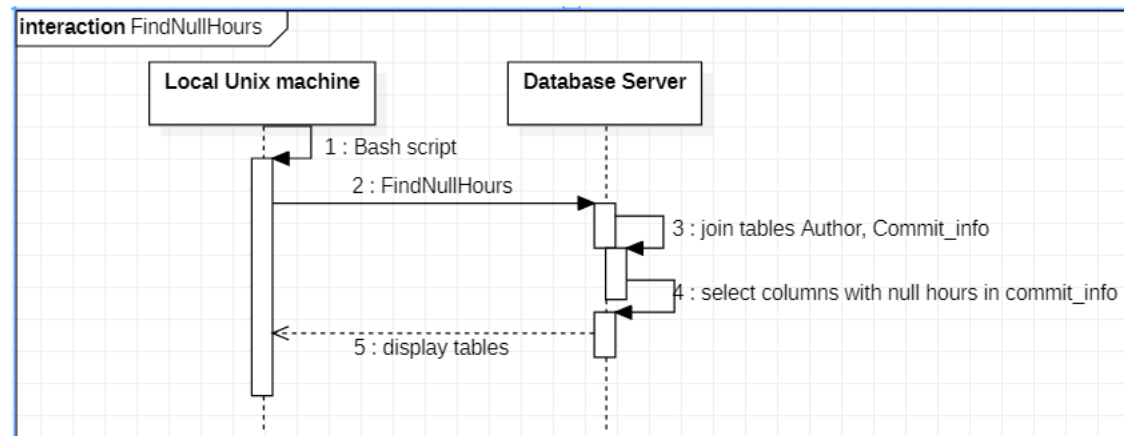 interaction FindNullHours
Local Unix machine
Database Server
1 : Bash script
2 : FindNullHours
3 : join tables Author, Commit_info
4 : select columns with null hours in commit_info
5 : display tables